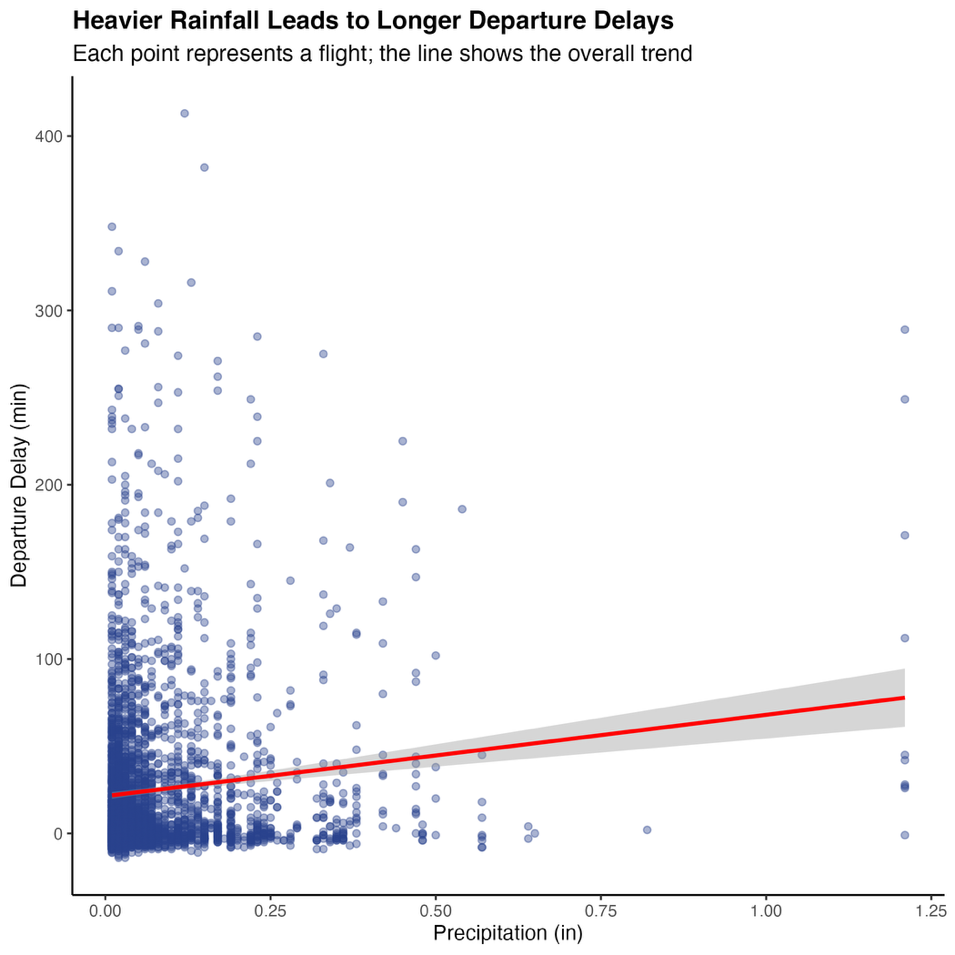 Heavier Rainfall Leads to Longer Departure Delays
Each point represents a flight; the line shows the overall trend
400
300
200
100
0
Departure Delay (min)
0.00 0.25 0.50 0.75 1.00 1.25
Precipitation (in)